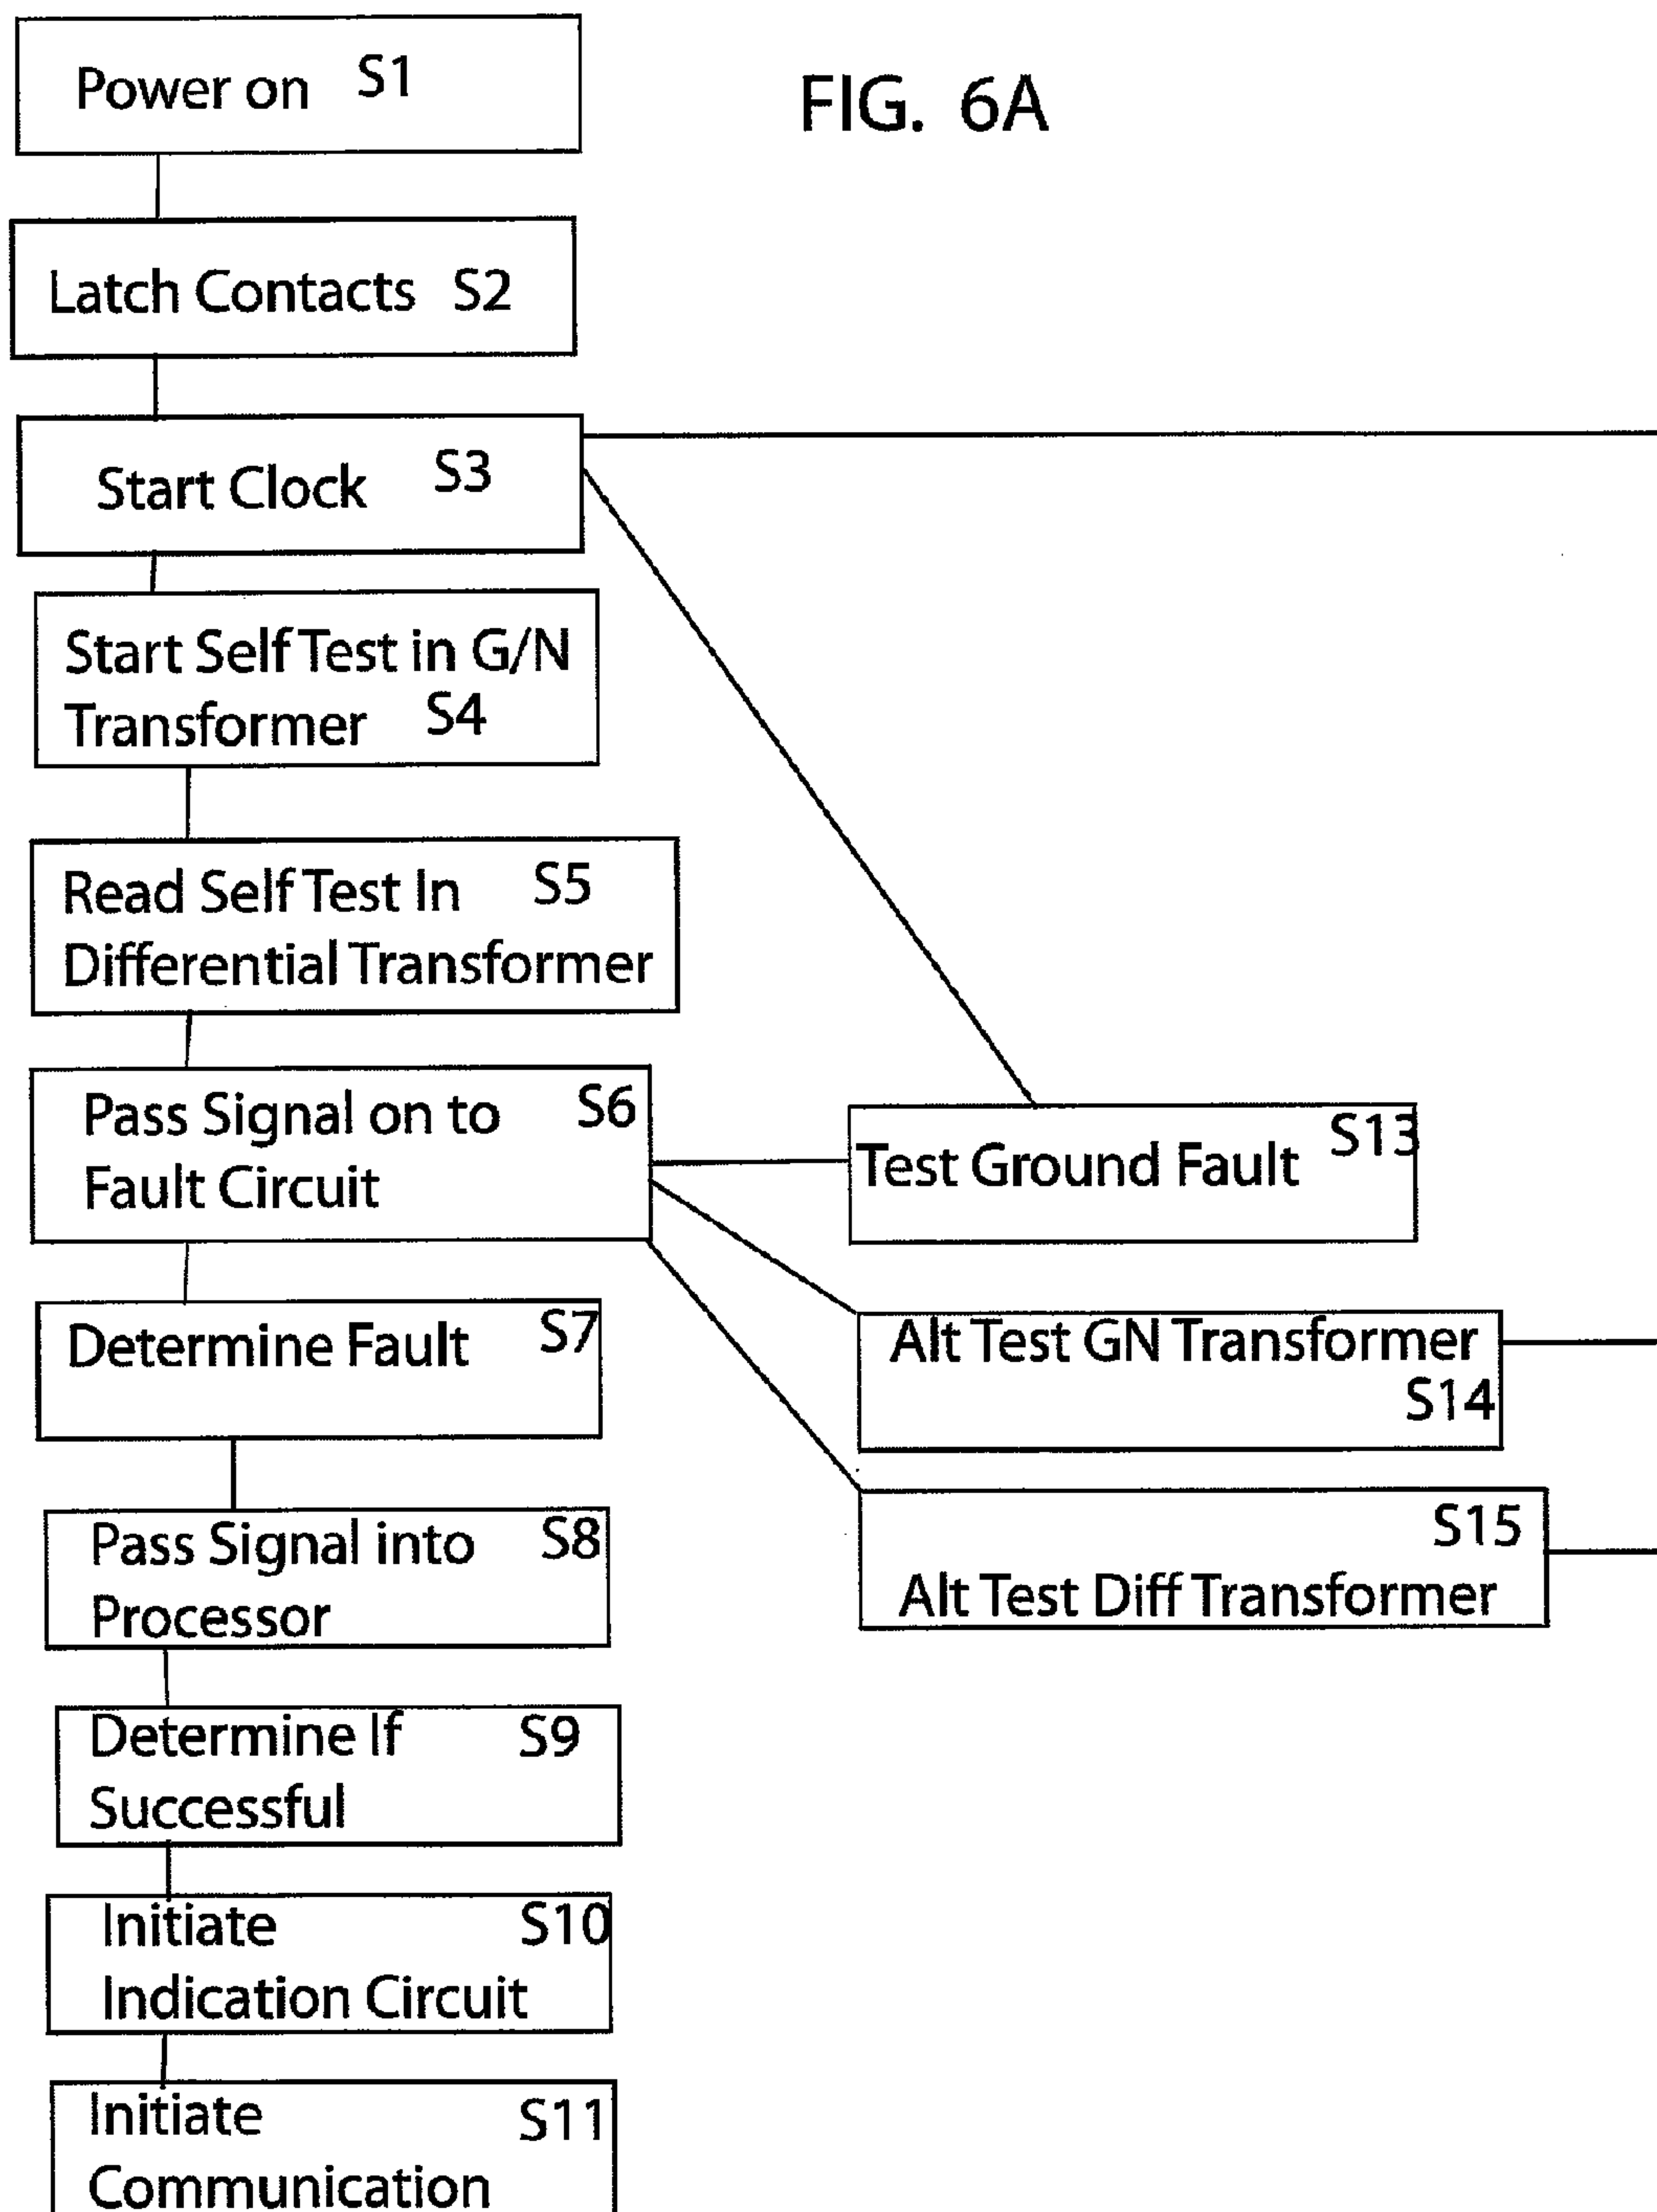 FIG. 6A
Power on S1
Latch Contacts S2
Start Clock S3
Start Self Test in G/N
Transformer S4
Read Self Test In S5
Differential Transformer
Pass Signal on to S6
Fault Circuit
Test Ground Fault S13
Determine Fault S7
Alt Test GN Transformer
S14
Pass Signal into S8
Processor
S15
Alt Test Diff Transformer
Determine If S9
Successful
Initiate S10
Indication Circuit
Initiate S11
Communication